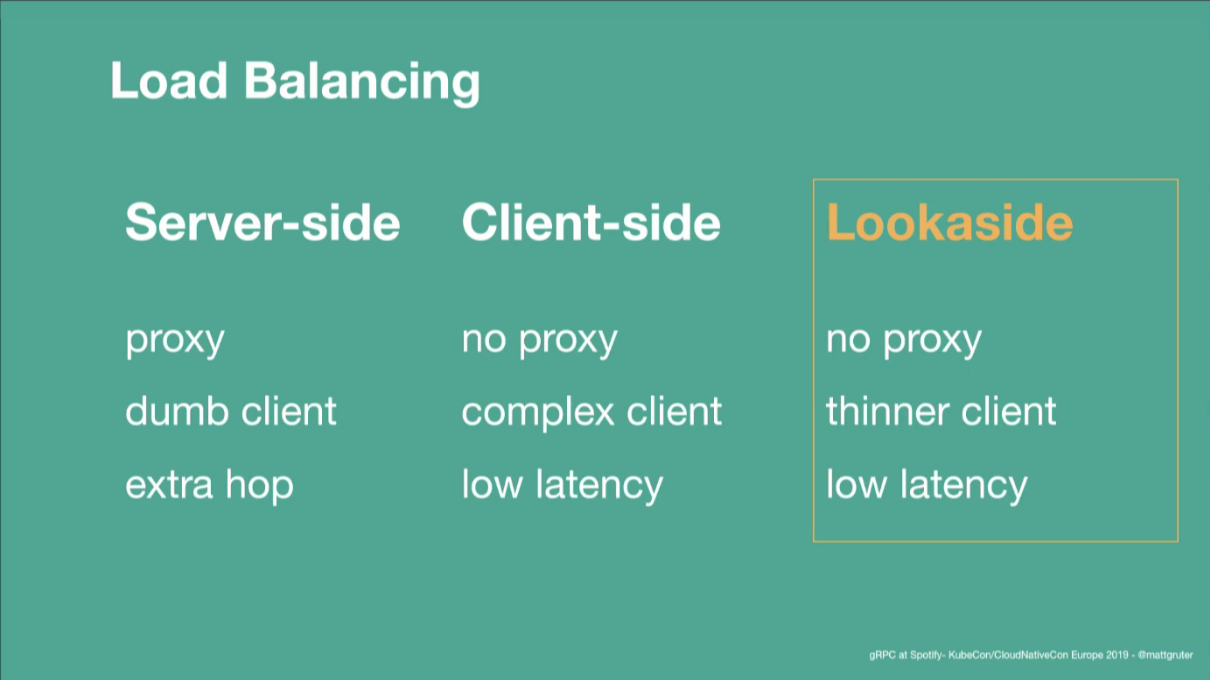 Load Balancing
Server-side
proxy
dumb client
extra hop
Client-side
no proxy
complex client
low latency
Lookaside
no proxy
thinner client
low latency
gRPC at Spotify- KubeCon/CloudNativeCon Europe 2019 - @mattgruter